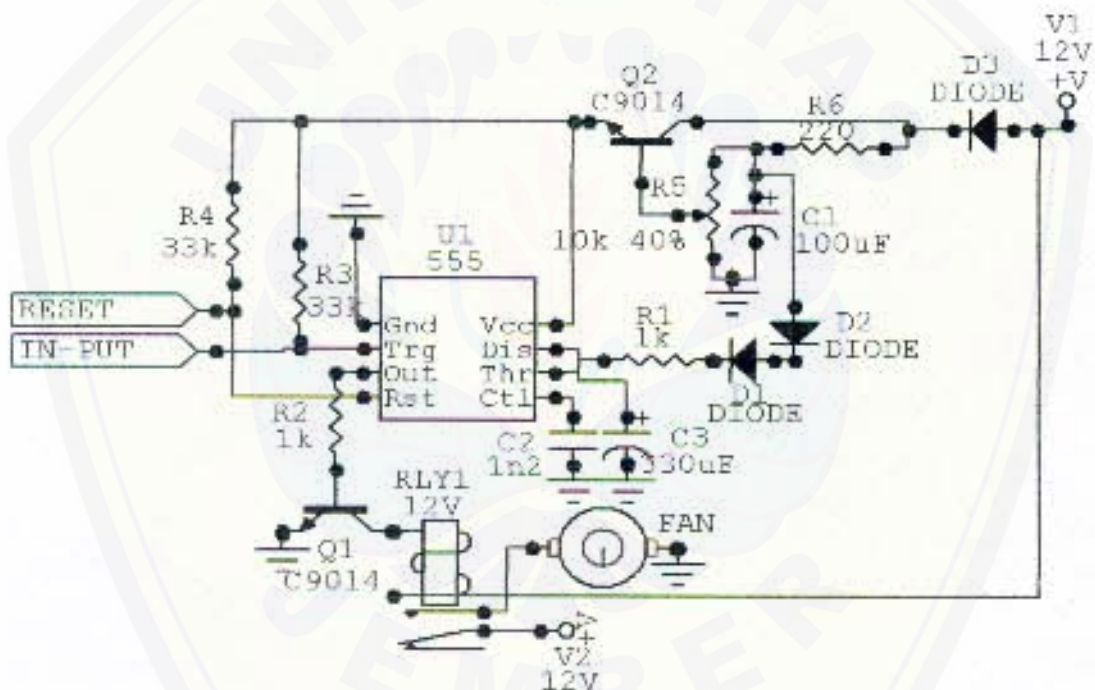 V1
12V
+V
D3
DIODE
Q2
C9014
R6
220
R4
33k
R5
10k 40%
C1
100uF
U1
555
R3
33k
RESET
IN-PUT
Gnd
Trg
Out
Rst
Vcc
Dis
Thr
Ctl
R1
1k
D2
DIODE
D1
DIODE
R2
1k
C2
1n2
C3
330uF
RLY1
12V
FAN
Q1
C9014
+V
V2
12V